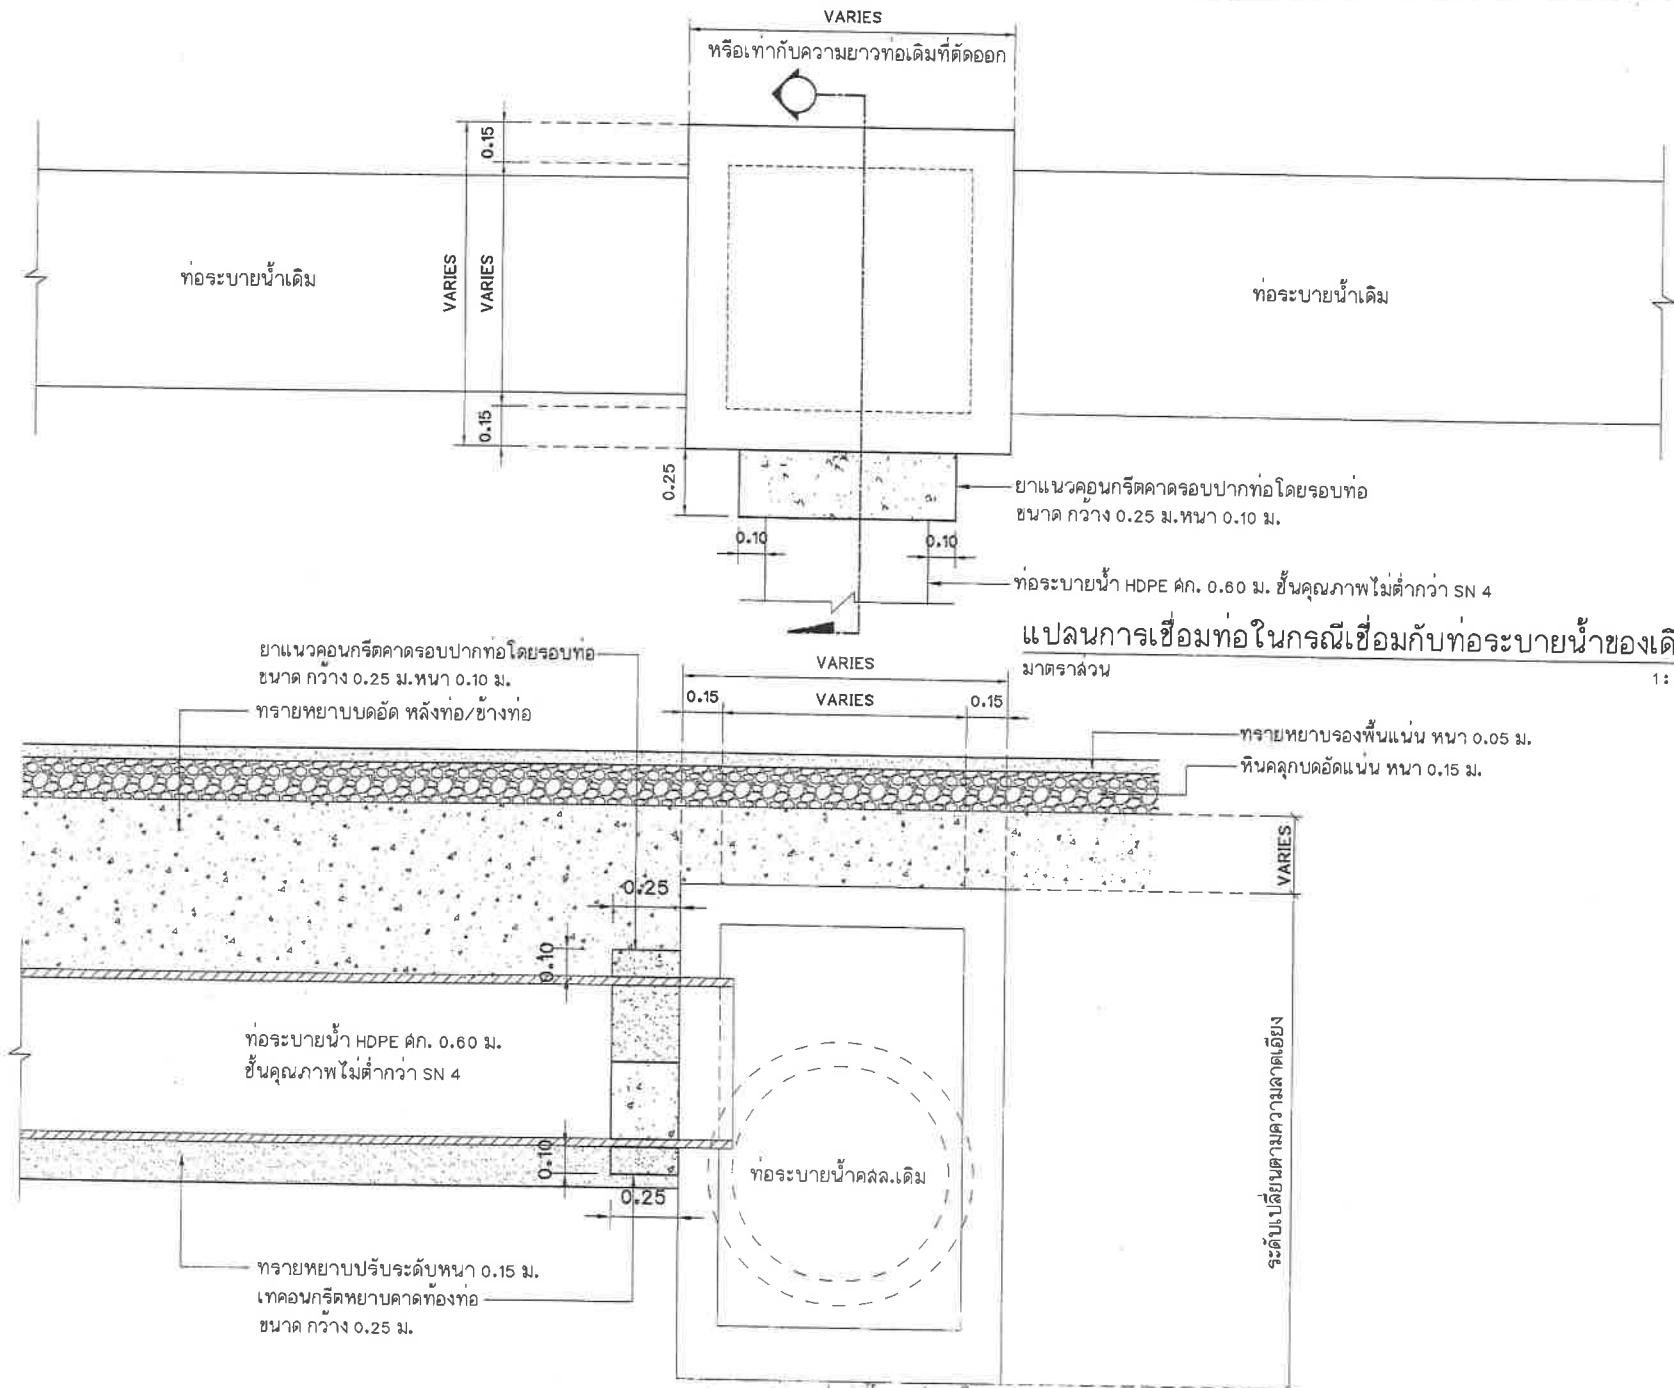 VARIES
หรือเท่ากับความยาวท่อเดิมที่ตัดออก
0.15
VARIES
VARIES
0.15
ท่อระบายน้ำเดิม
ท่อระบายน้ำเดิม
0.25
ยาแนวคอนกรีตคาดรอบปากท่อโดยรอบท่อ
ขนาด กว้าง 0.25 ม.หนา 0.10 ม.
0.10
0.10
ท่อระบายน้ำ HDPE ศก. 0.60 ม. ชั้นคุณภาพไม่ต่ำกว่า SN 4
แปลนการเชื่อมท่อในกรณีเชื่อมกับท่อระบายน้ำของเดิ
มาตราส่วน
1:
ยาแนวคอนกรีตคาดรอบปากท่อโดยรอบท่อ
ขนาด กว้าง 0.25 ม.หนา 0.10 ม.
ทรายหยาบบดอัด หลังท่อ/ข้างท่อ
VARIES
0.15
VARIES
0.15
ทรายหยาบรองพื้นแน่น หนา 0.05 ม.
หินคลุกบดอัดแน่น หนา 0.15 ม.
VARIES
0.25
0.10
ท่อระบายน้ำ HDPE ศก. 0.60 ม.
ชั้นคุณภาพไม่ต่ำกว่า SN 4
0.10
0.25
ท่อระบายน้ำคสล.เดิม
ระดับเปลี่ยนตามความลาดเอียง
ทรายหยาบปรับระดับหนา 0.15 ม.
เทคอนกรีตหยาบคาดท้องท่อ
ขนาด กว้าง 0.25 ม.